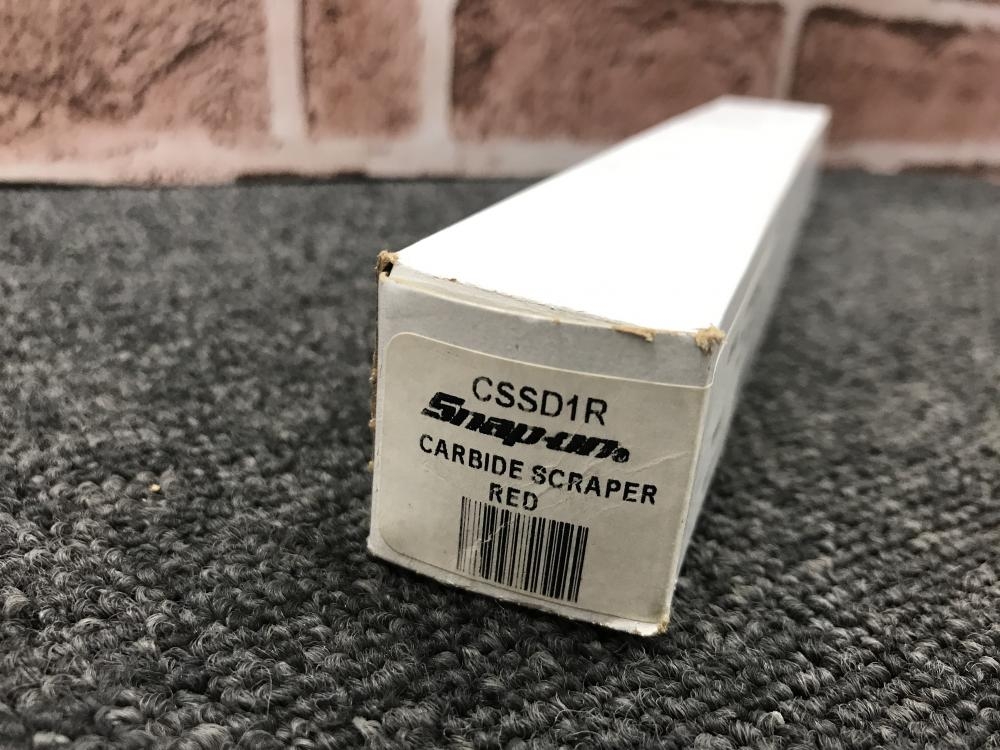 CSSD1R
Snap-on®
CARBIDE SCRAPER
RED